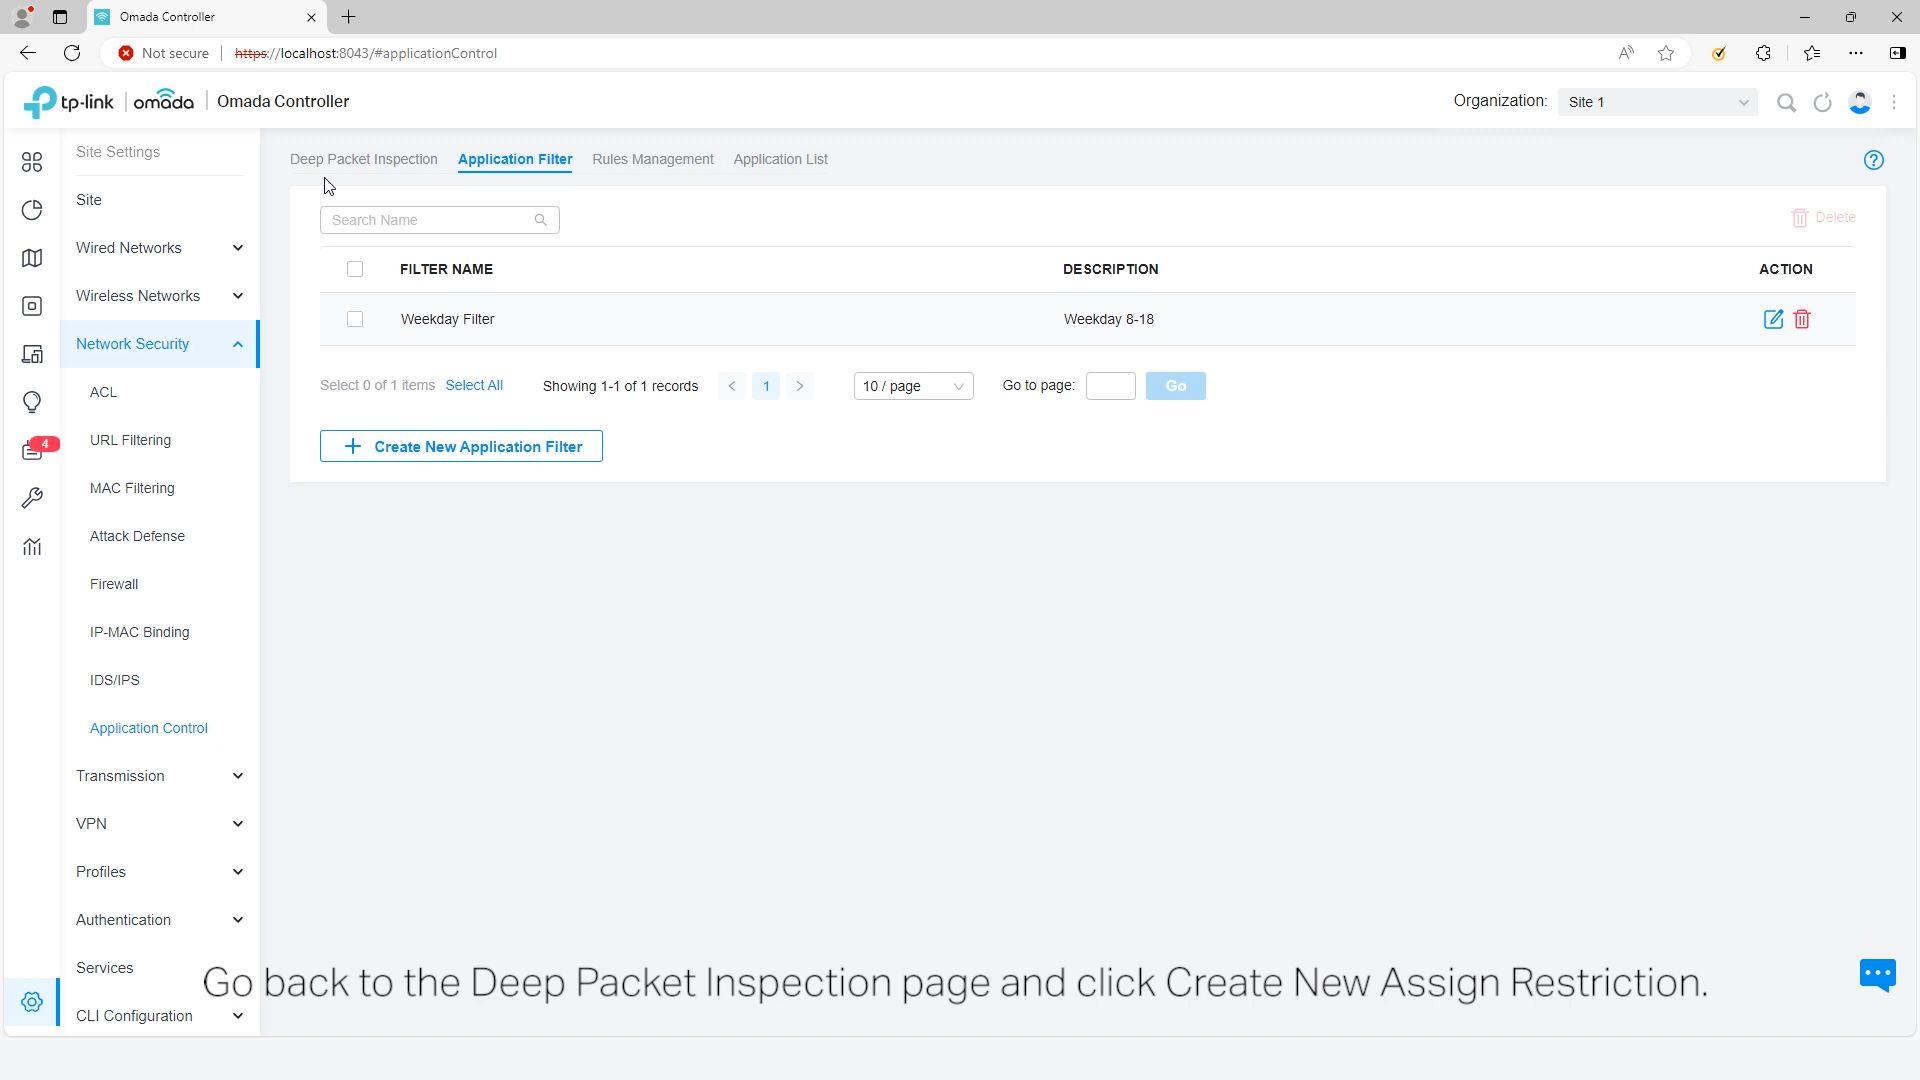 Omada Controller
Not secure
https://localhost:8043/#applicationControl
tp-link
omada
Omada Controller
Organization:
Site 1
Site Settings
Site
Wired Networks
Wireless Networks
Network Security
ACL
URL Filtering
MAC Filtering
Attack Defense
Firewall
IP-MAC Binding
IDS/IPS
Application Control
Transmission
VPN
Profiles
Authentication
Services
CLI Configuration
4
Deep Packet Inspection
Application Filter
Rules Management
Application List
Search Name
Delete
FILTER NAME
DESCRIPTION
ACTION
Weekday Filter
Weekday 8-18
Select 0 of 1 items
Select All
Showing 1-1 of 1 records
< 1 >
10 / page
Go to page:
Go
+ Create New Application Filter
Go back to the Deep Packet Inspection page and click Create New Assign Restriction.